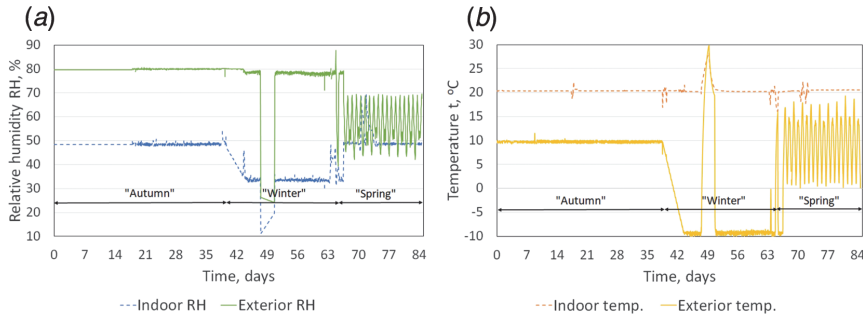 (a)
Relative humidity RH, %
90
80
70
60
50
40
30
20
10
"Autumn" "Winter" "Spring"
0 7 14 21 28 35 42 49 56 63 70 77 84
Time, days
Indoor RH Exterior RH
(b)
Temperature t, ºC
30
25
20
15
10
5
0
-5
-10
"Autumn" "Winter" "Spring"
0 7 14 21 28 35 42 49 56 63 70 77 84
Time, days
Indoor temp. Exterior temp.